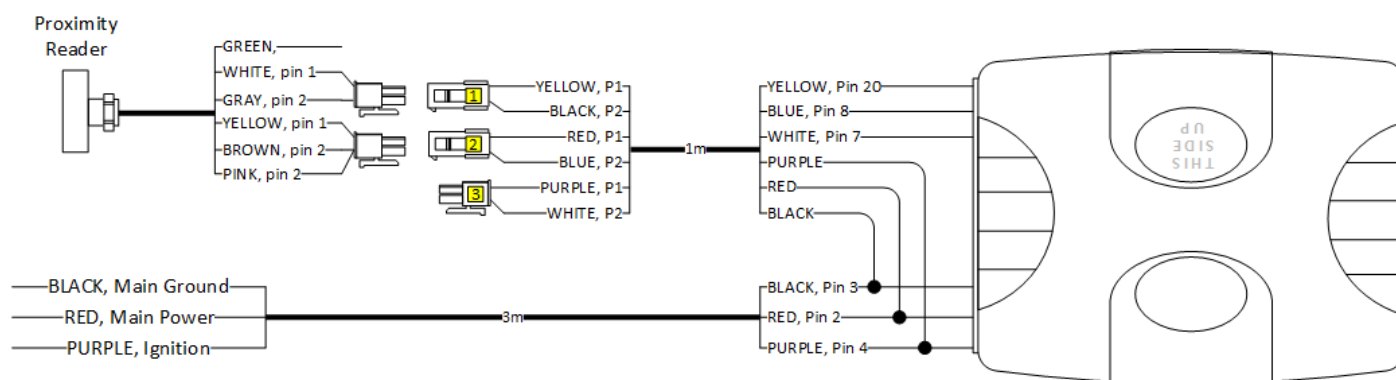 Proximity
Reader
GREEN,
WHITE, pin 1
GRAY, pin 2
YELLOW, pin 1
BROWN, pin 2
PINK, pin 2
1
2
3
YELLOW, P1
BLACK, P2
RED, P1
BLUE, P2
PURPLE, P1
WHITE, P2
1m
YELLOW, Pin 20
BLUE, Pin 8
WHITE, Pin 7
PURPLE
RED
BLACK
THIS
SIDE
UP
BLACK, Main Ground
RED, Main Power
PURPLE, Ignition
3m
BLACK, Pin 3
RED, Pin 2
PURPLE, Pin 4